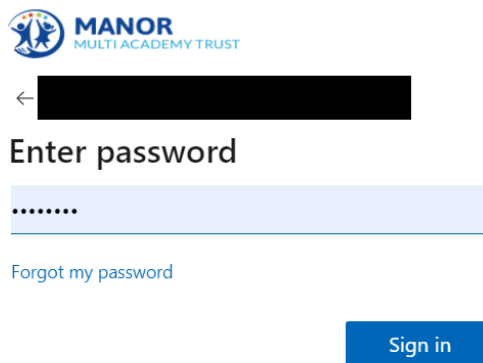 MANOR
MULTI ACADEMY TRUST
Enter password
Forgot my password
Sign in